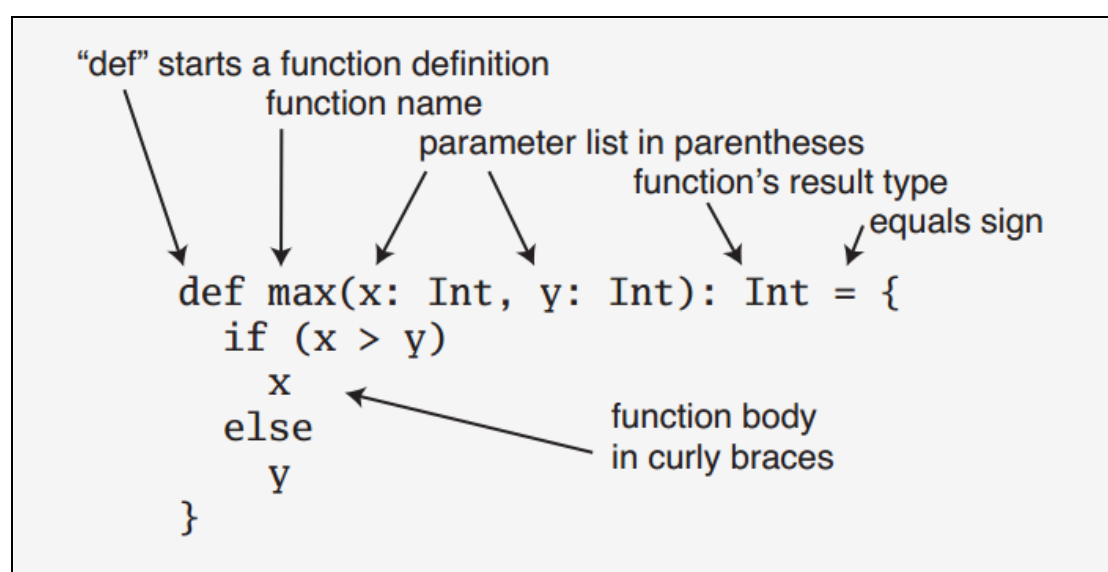 “def” starts a function definition
function name
parameter list in parentheses
function’s result type
equals sign
def max(x: Int, y: Int): Int = {
if (x > y)
x
else
y
}
function body
in curly braces